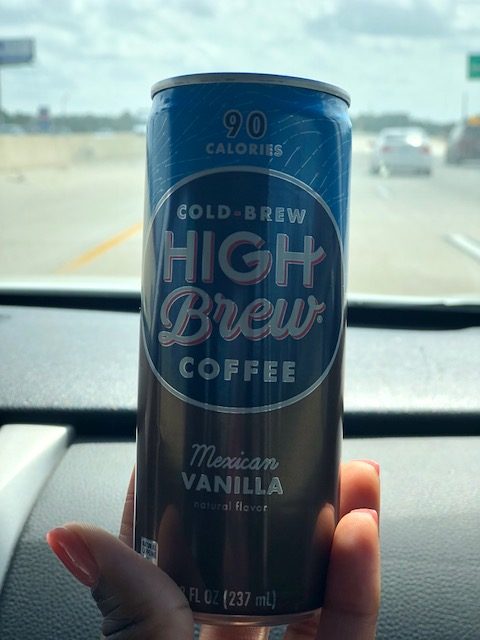 90
CALORIES
COLD-BREW
HIGH
Brew®
COFFEE
Mexican
VANILLA
natural flavor
FL OZ (237 mL)